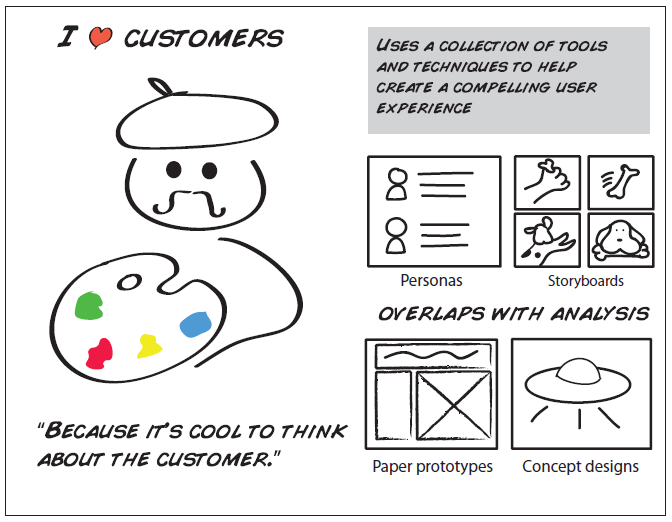 I ❤ CUSTOMERS
USES A COLLECTION OF TOOLS
AND TECHNIQUES TO HELP
CREATE A COMPELLING USER
EXPERIENCE
Personas
Storyboards
OVERLAPS WITH ANALYSIS
Paper prototypes
Concept designs
"BECAUSE IT'S COOL TO THINK
ABOUT THE CUSTOMER."